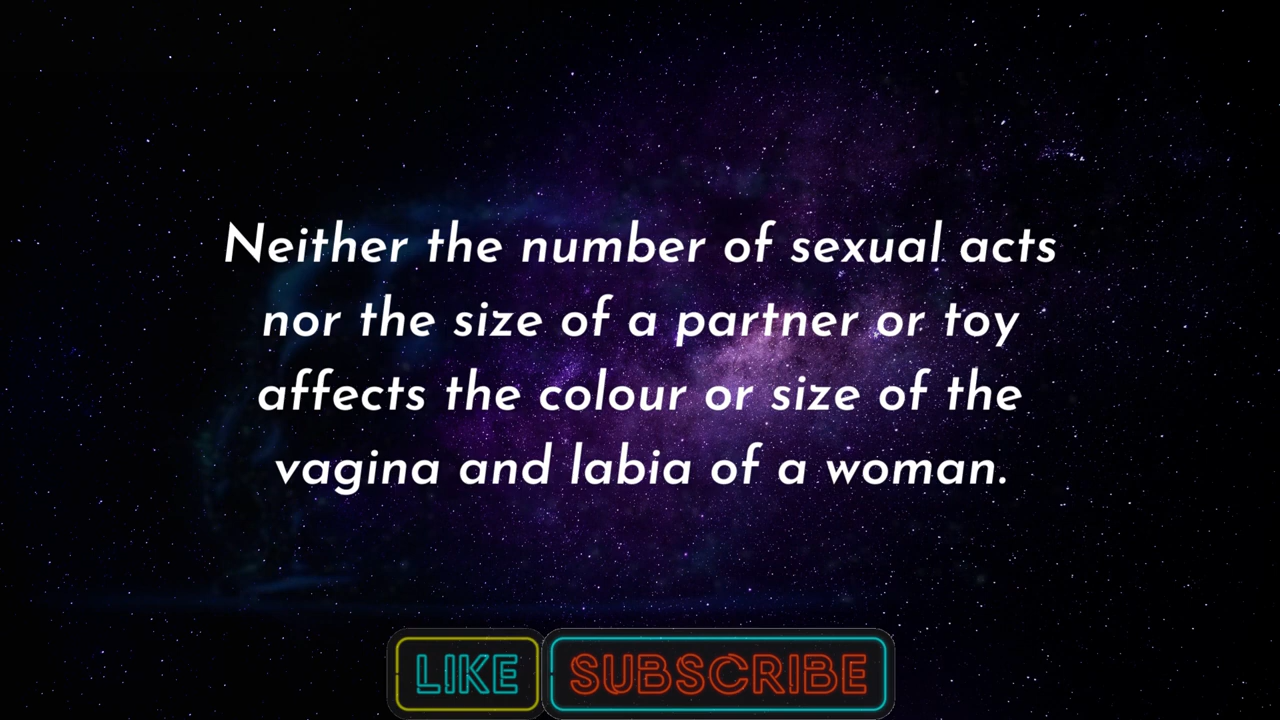 Neither the number of sexual acts
nor the size of a partner or toy
affects the colour or size of the
vagina and labia of a woman.
LIKE SUBSCRIBE